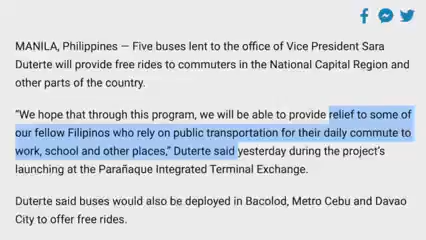 MANILA, Philippines — Five buses lent to the office of Vice President Sara
Duterte will provide free rides to commuters in the National Capital Region and
other parts of the country.
“We hope that through this program, we will be able to provide relief to some of
our fellow Filipinos who rely on public transportation for their daily commute to
work, school and other places,” Duterte said yesterday during the project’s
launching at the Parañaque Integrated Terminal Exchange.
Duterte said buses would also be deployed in Bacolod, Metro Cebu and Davao
City to offer free rides.